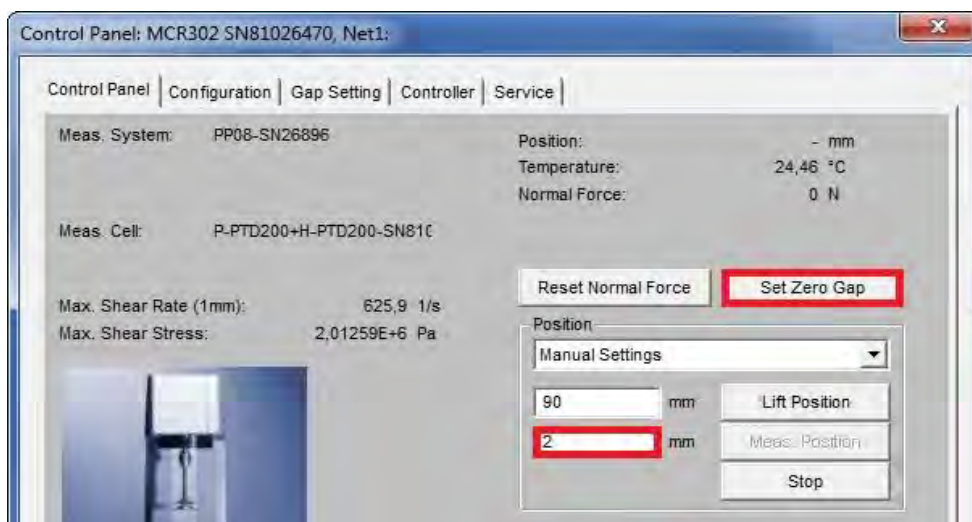 Control Panel: MCR302 SN81026470, Net1:
Control Panel Configuration Gap Setting Controller Service
Meas. System: PP08-SN26896
Position: - mm
Temperature: 24,46 °C
Normal Force: 0 N
Meas. Cell: P-PTD200+H-PTD200-SN810
Reset Normal Force Set Zero Gap
Max. Shear Rate (1mm): 625,9 1/s
Max. Shear Stress: 2,01259E+6 Pa
Position
Manual Settings
90 mm Lift Position
2 mm Meas. Position
Stop